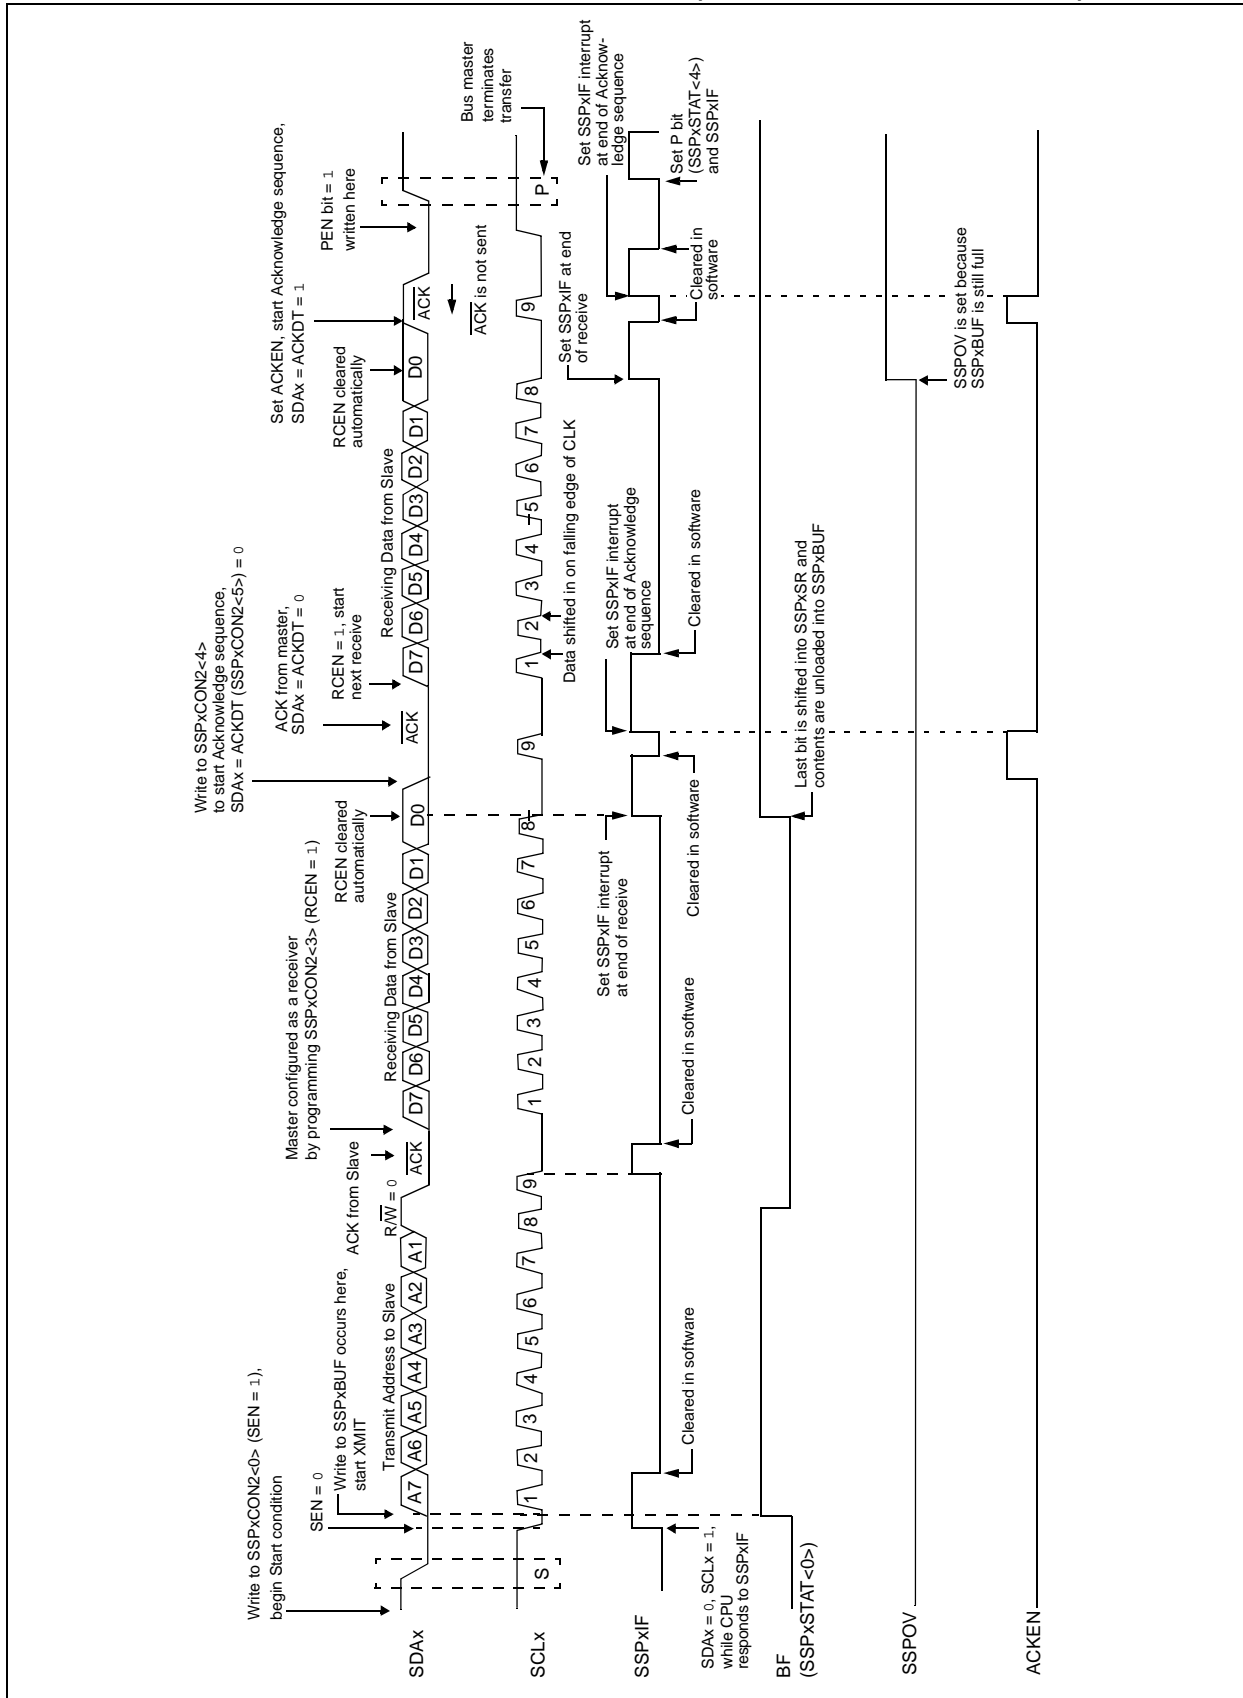 Write to SSPxCON2<0> (SEN = 1),
begin Start condition
SEN = 0
Write to SSPxBUF occurs here,
start XMIT
ACK from Slave
Master configured as a receiver
by programming SSPxCON2<3> (RCEN = 1)
RCEN cleared
automatically
Write to SSPxCON2<4>
to start Acknowledge sequence,
SDAx = ACKDT (SSPxCON2<5>) = 0
ACK from master,
SDAx = ACKDT = 0
RCEN = 1, start
next receive
RCEN cleared
automatically
Set ACKEN, start Acknowledge sequence,
SDAx = ACKDT = 1
PEN bit = 1
written here
Transmit Address to Slave
R/W = 0
Receiving Data from Slave
Receiving Data from Slave
SDAx
A7 A6 A5 A4 A3 A2 A1
ACK
D7 D6 D5 D4 D3 D2 D1 D0
ACK
D7 D6 D5 D4 D3 D2 D1 D0
ACK
ACK is not sent
Bus master
terminates
transfer
SCLx
S
1 2 3 4 5 6 7 8 9
1 2 3 4 5 6 7 8 9
1 2 3 4 5 6 7 8 9
P
Data shifted in on falling edge of CLK
Set SSPxIF interrupt
at end of receive
Set SSPxIF interrupt
at end of Acknowledge
sequence
Set SSPxIF at end
of receive
Set SSPxIF interrupt
at end of Acknow-
ledge sequence
SSPxIF
Cleared in software
Cleared in software
Cleared in software
Cleared in software
Cleared in
software
Set P bit
(SSPxSTAT<4>)
and SSPxIF
SDAx = 0, SCLx = 1,
while CPU
responds to SSPxIF
BF
(SSPxSTAT<0>)
Last bit is shifted into SSPxSR and
contents are unloaded into SSPxBUF
SSPOV
SSPOV is set because
SSPxBUF is still full
ACKEN